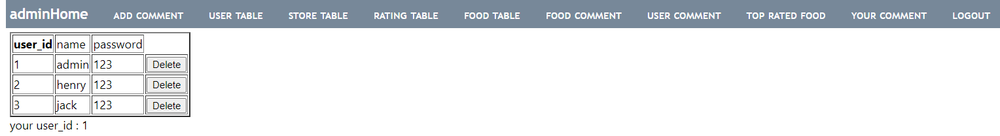 adminHome ADD COMMENT USER TABLE STORE TABLE RATING TABLE FOOD TABLE FOOD COMMENT USER COMMENT TOP RATED FOOD YOUR COMMENT LOGOUT
user_id name password
1 admin 123 Delete
2 henry 123 Delete
3 jack 123 Delete
your user_id : 1